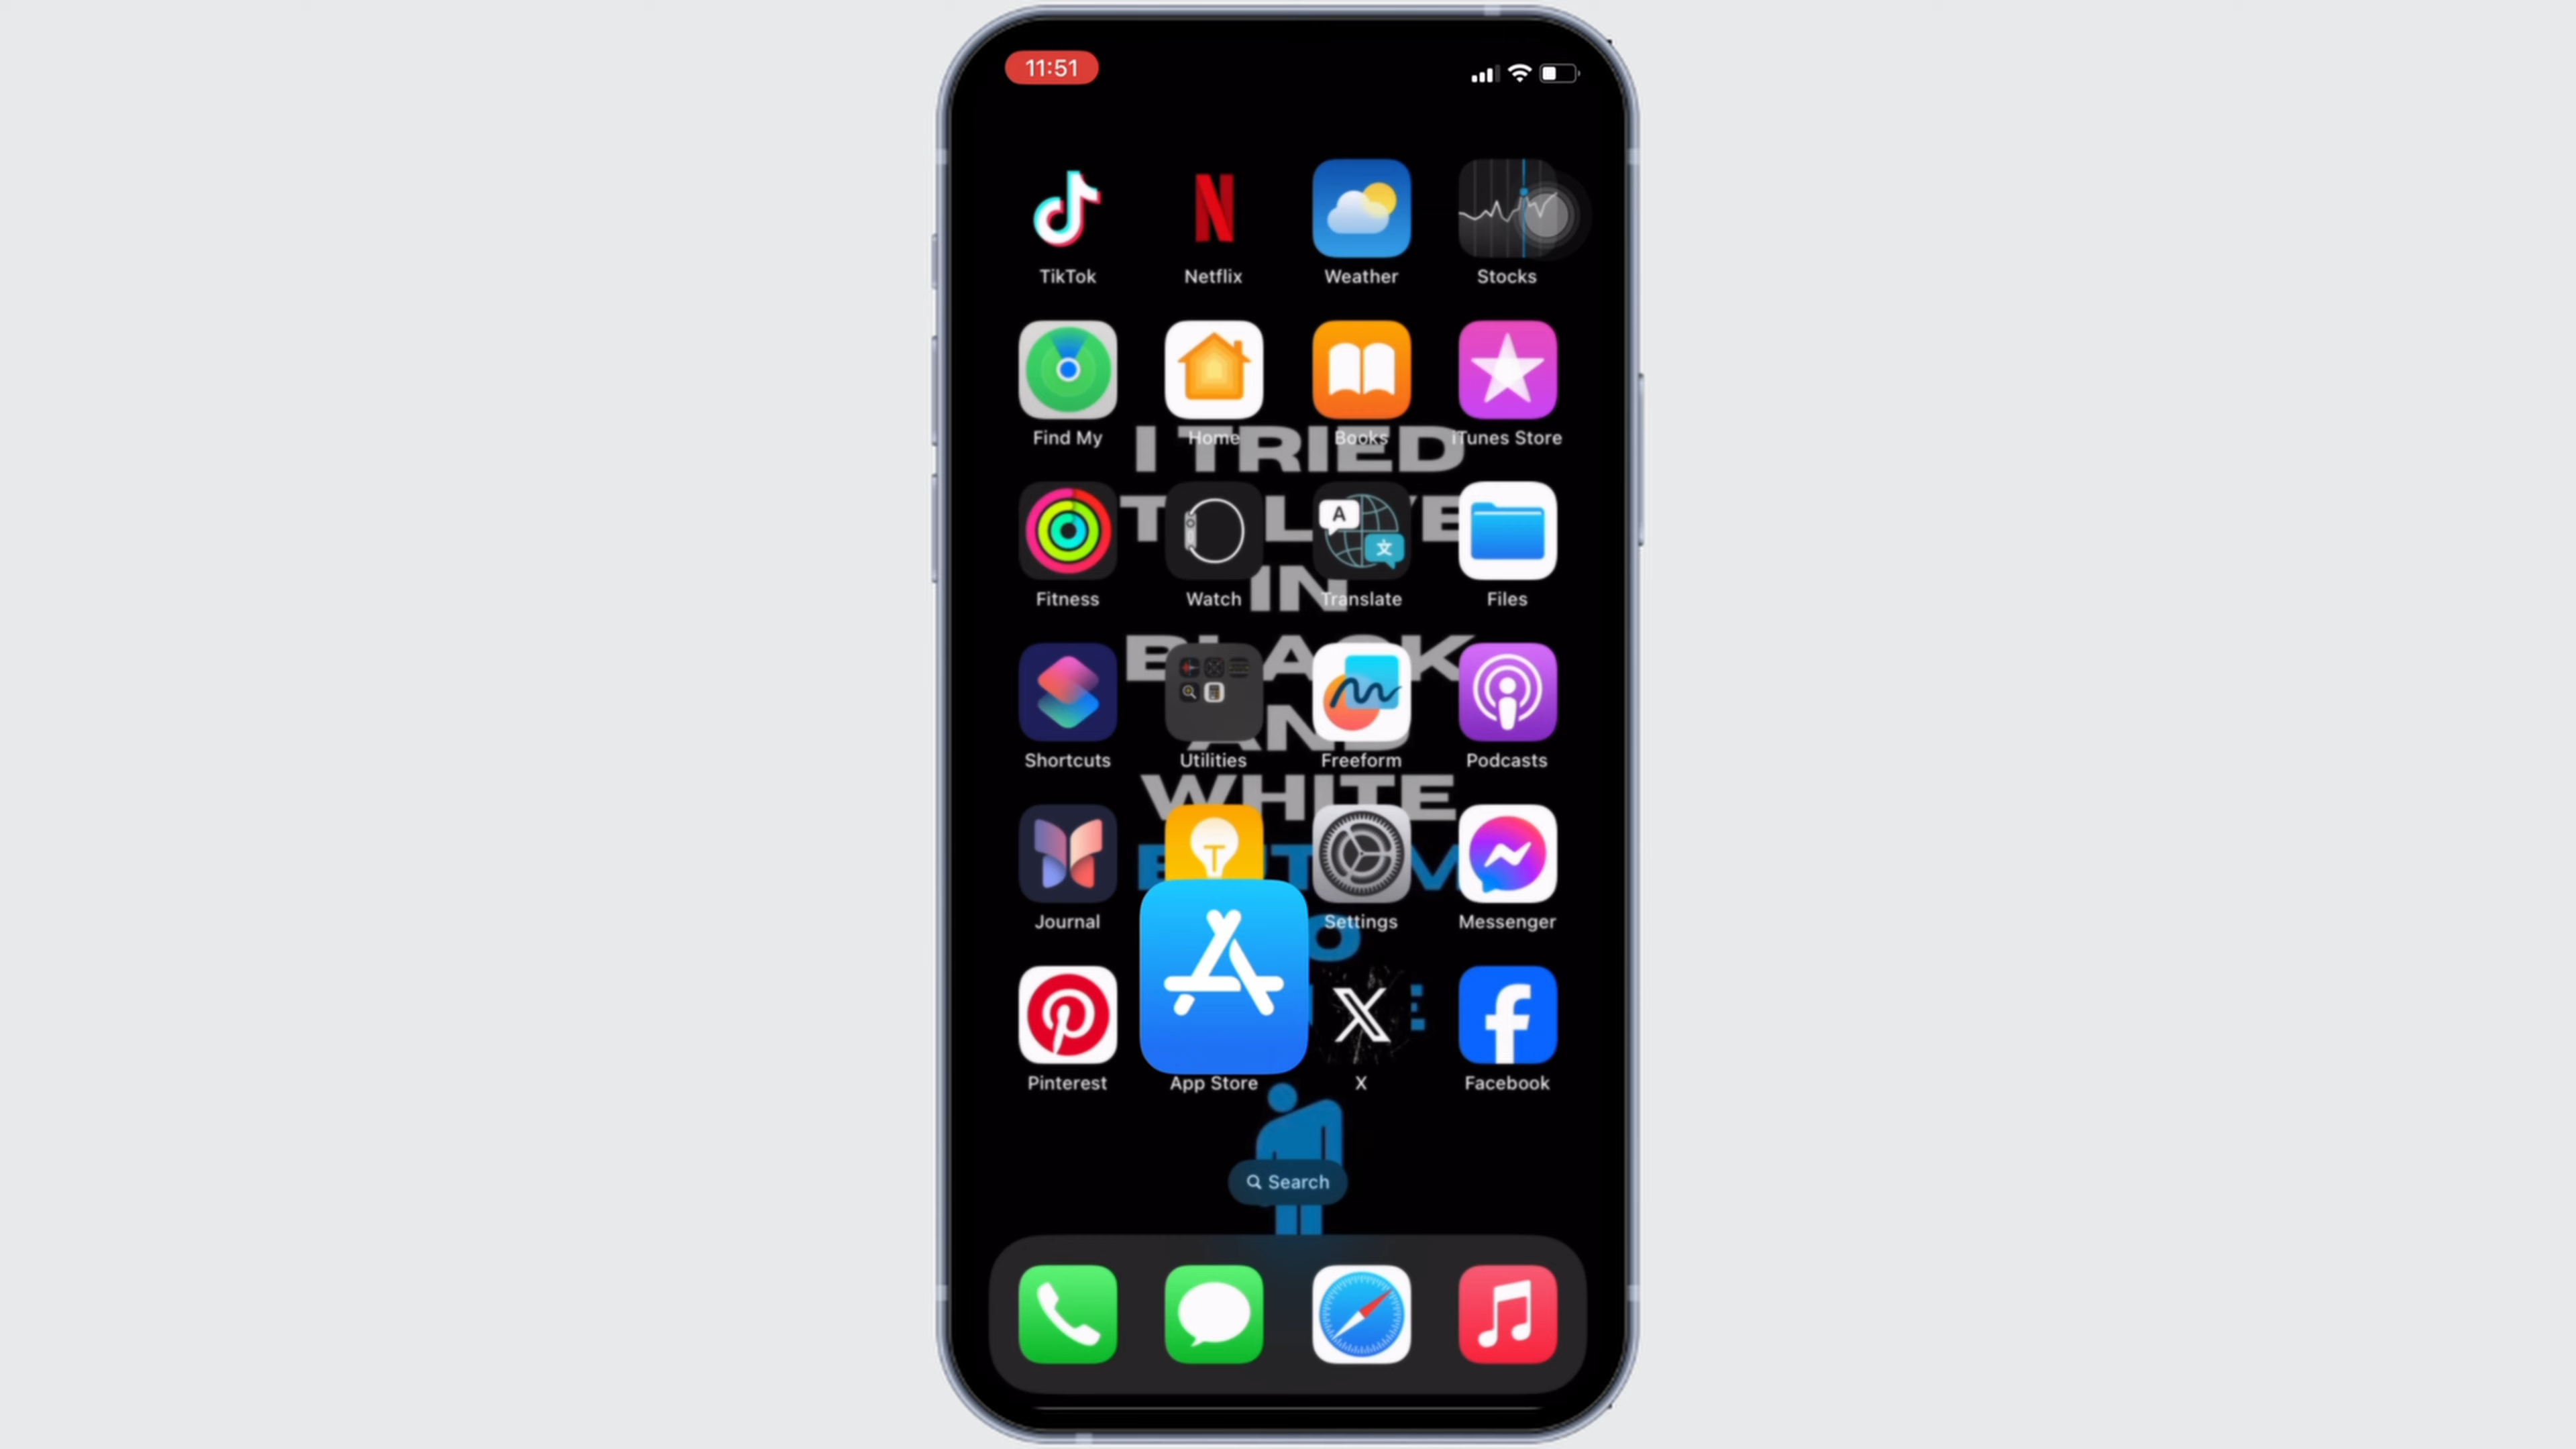 11:51
TikTok
Netflix
Weather
Stocks
Find My
Home
Books
iTunes Store
I TRIED
Fitness
Watch
Translate
Files
IN
A
文
Shortcuts
Utilities
Freeform
Podcasts
WHITE
Journal
Settings
Messenger
Pinterest
App Store
X
Facebook
Search